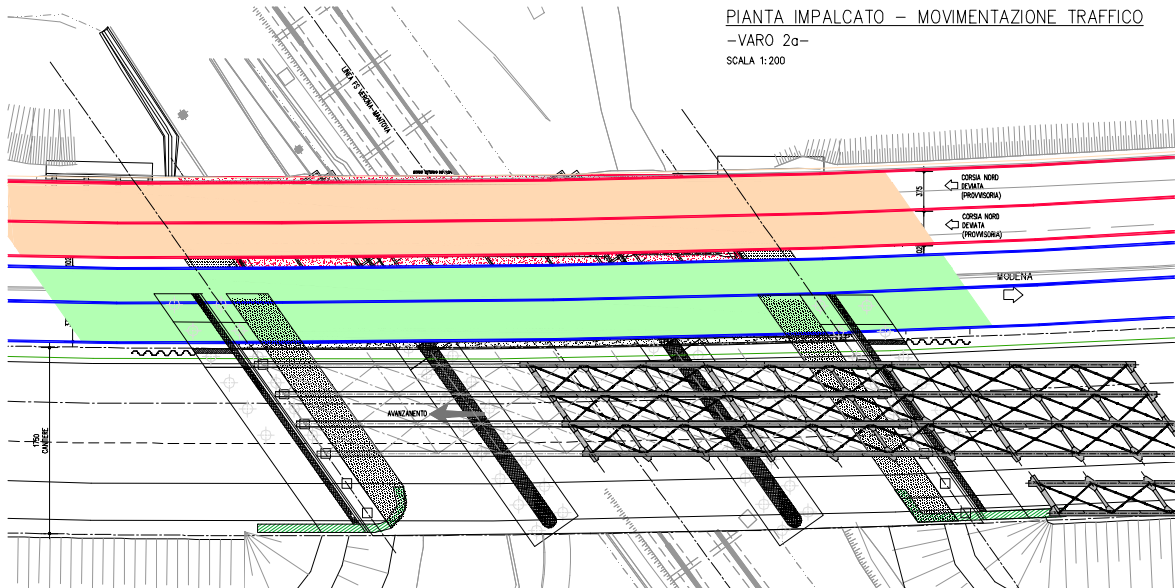 PIANTA IMPALCATO – MOVIMENTAZIONE TRAFFICO
–VARO 2a–
SCALA 1:200
LINEA FS VERONA–MANTOVA
375
CORSIA NORD
DEVIATA
(PROVVISORIA)
CORSIA NORD
DEVIATA
(PROVVISORIA)
MODENA
AVANZAMENTO
1750
CANTIERE